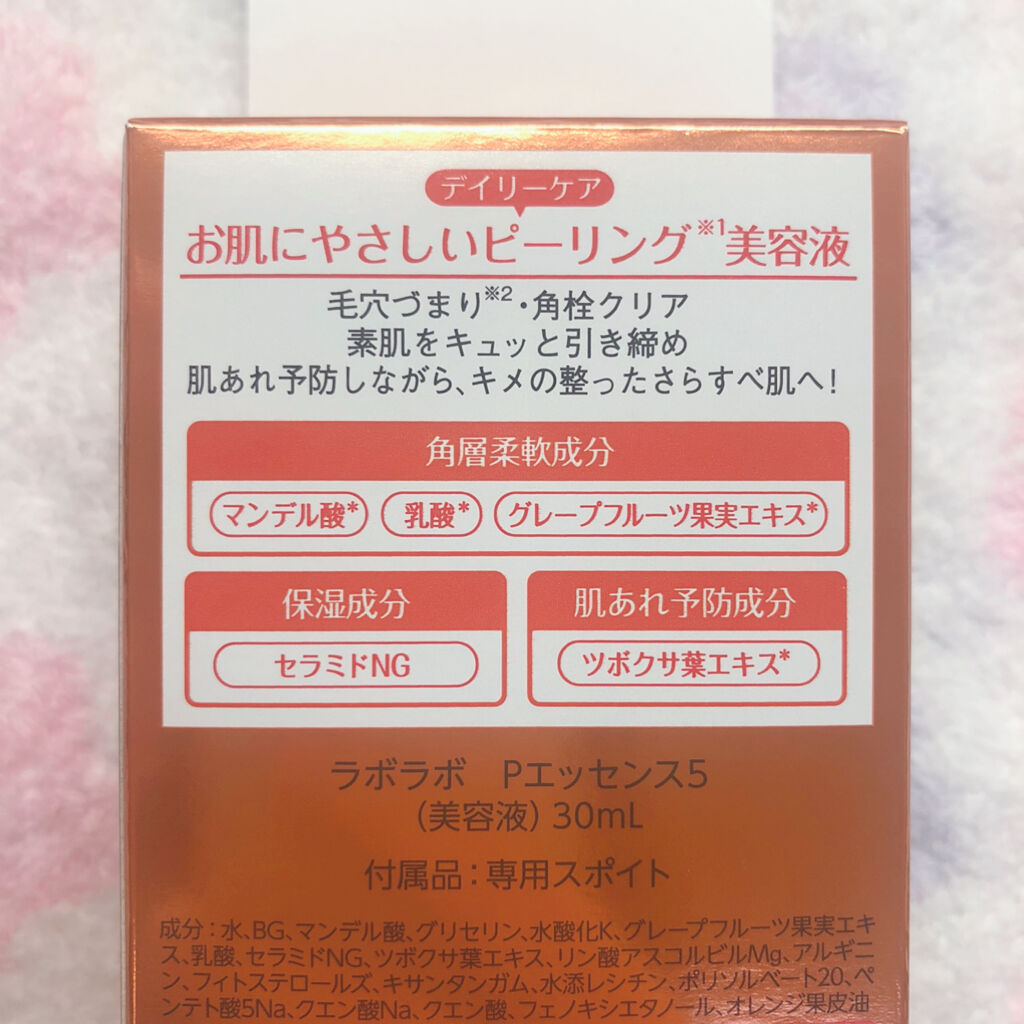 デイリーケア
お肌にやさしいピーリング※1美容液
毛穴づまり※2・角栓クリア
素肌をキュッと引き締め
肌あれ予防しながら、キメの整ったさらすべ肌へ!
角層柔軟成分
マンデル酸* 乳酸* グレープフルーツ果実エキス*
保湿成分 肌あれ予防成分
セラミドNG ツボクサ葉エキス*
ラボラボ Pエッセンス5
(美容液) 30mL
付属品:専用スポイト
成分:水、BG、マンデル酸、グリセリン、水酸化K、グレープフルーツ果実エキ
ス、乳酸、セラミドNG、ツボクサ葉エキス、リン酸アスコルビルMg、アルギニ
ン、フィトステロールズ、キサンタンガム、水添レシチン、ポリソルベート20、ペ
ンテト酸5Na、クエン酸Na、クエン酸、フェノキシエタノール、オレンジ果皮油